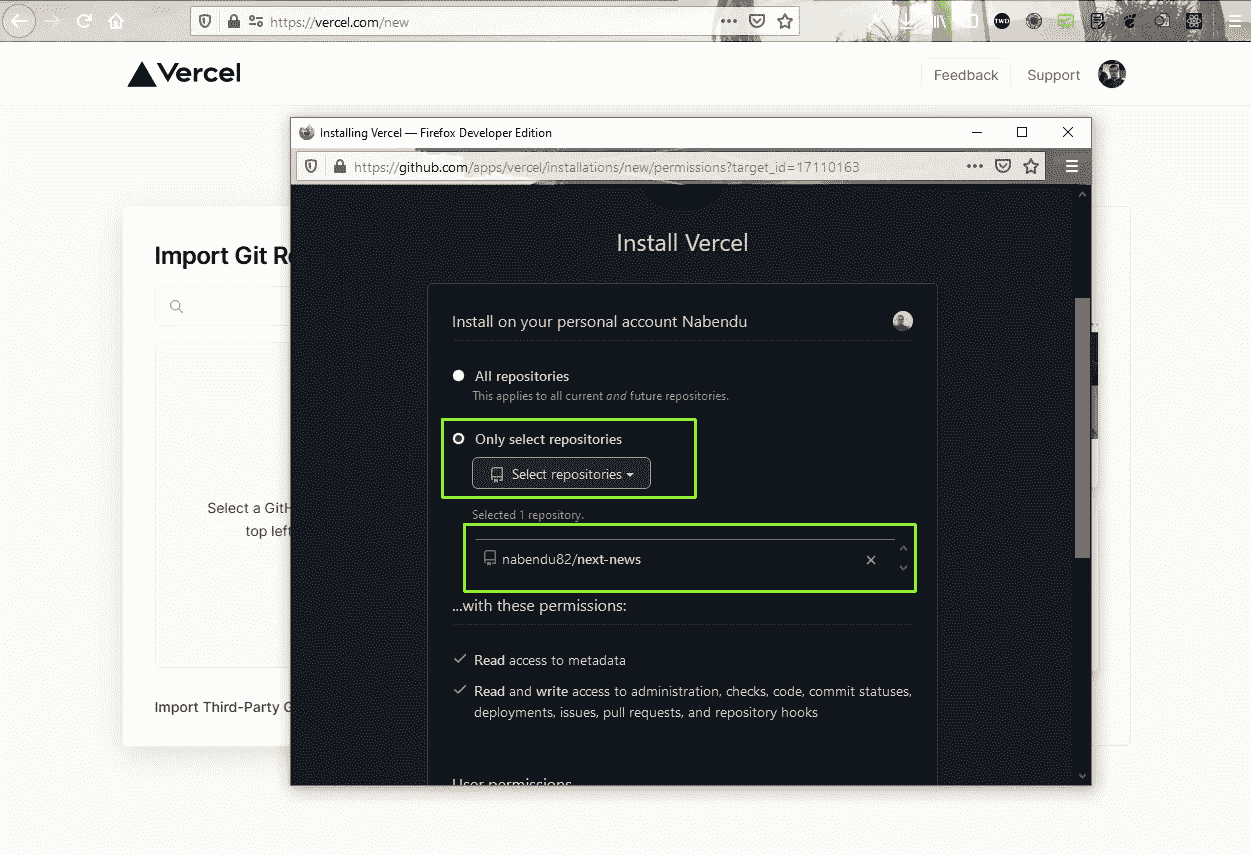 https://vercel.com/new
TWD
Vercel
Feedback
Support
Installing Vercel — Firefox Developer Edition
https://github.com/apps/vercel/installations/new/permissions?target_id=17110163
Install Vercel
Import Git R
Install on your personal account Nabendu
All repositories
This applies to all current and future repositories.
Only select repositories
Select repositories
Select a GitH
top left
Selected 1 repository.
nabendu82/next-news
...with these permissions:
Read access to metadata
Read and write access to administration, checks, code, commit statuses,
deployments, issues, pull requests, and repository hooks
Import Third-Party G
User permissions